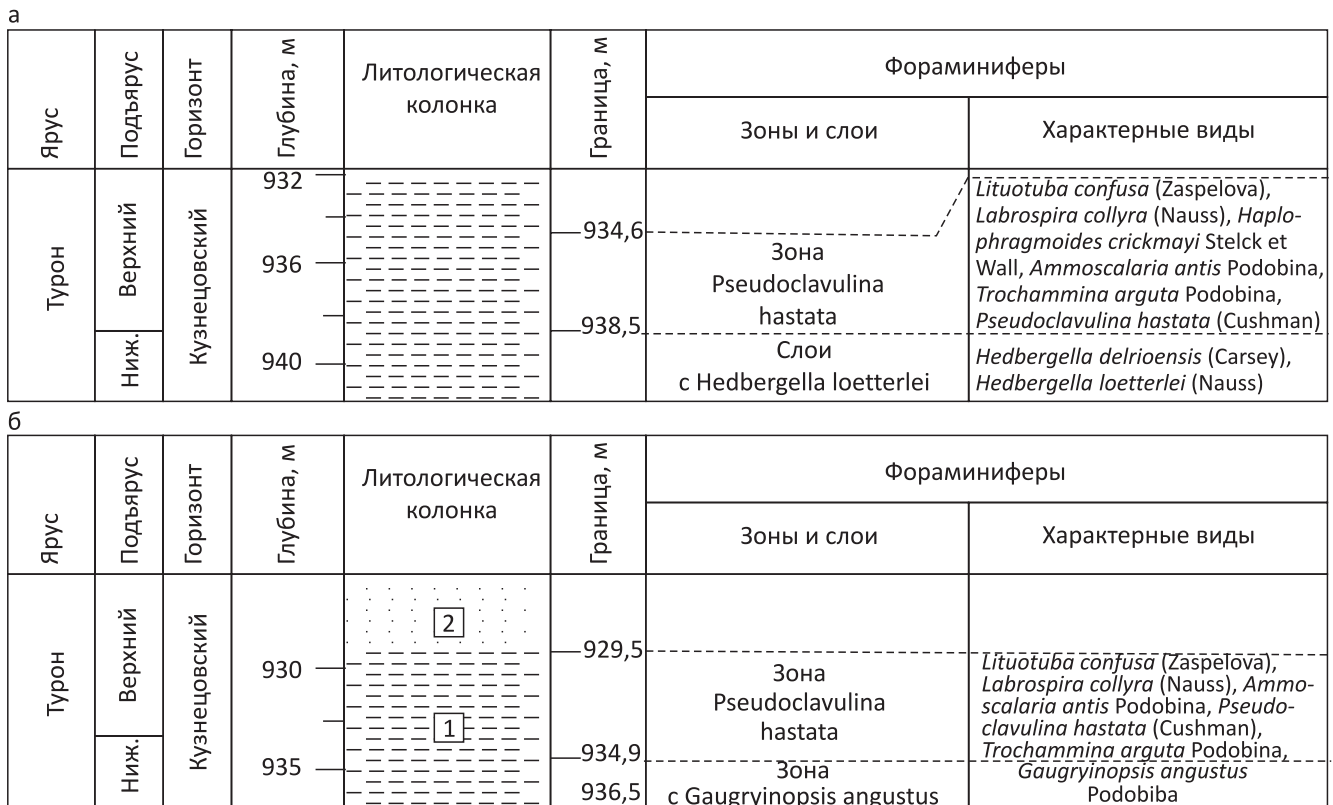 а
Ярус
Подъярус
Горизонт
Глубина, м
Литологическая
колонка
Граница, м
Фораминиферы
Зоны и слои
Характерные виды
Турон
Верхний
Ниж.
Кузнецовский
932
936
940
934,6
938,5
Зона
Pseudoclavulina
hastata
Слои
с Hedbergella loetterlei
Lituotuba confusa (Zaspelova),
Labrospira collyra (Nauss), Haplo-
phragmoides crickmayi Stelck et
Wall, Ammoscalaria antis Podobina,
Trochammina arguta Podobina,
Pseudoclavulina hastata (Cushman)
Hedbergella delrioensis (Carsey),
Hedbergella loetterlei (Nauss)
б
Ярус
Подъярус
Горизонт
Глубина, м
Литологическая
колонка
Граница, м
Фораминиферы
Зоны и слои
Характерные виды
Турон
Верхний
Ниж.
Кузнецовский
930
935
2
1
929,5
934,9
936,5
Зона
Pseudoclavulina
hastata
Зона
с Gaugryinopsis angustus
Lituotuba confusa (Zaspelova),
Labrospira collyra (Nauss), Ammo-
scalaria antis Podobina, Pseudo-
clavulina hastata (Cushman),
Trochammina arguta Podobina,
Gaugryinopsis angustus
Podobiba